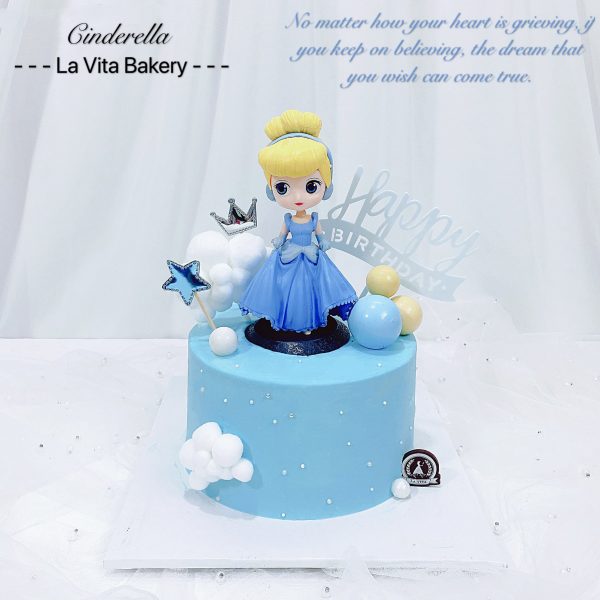 Cinderella
- - - La Vita Bakery - - -
No matter how your heart is grieving, if
you keep on believing, the dream that
you wish can come true.
Happy
BIRTHDAY